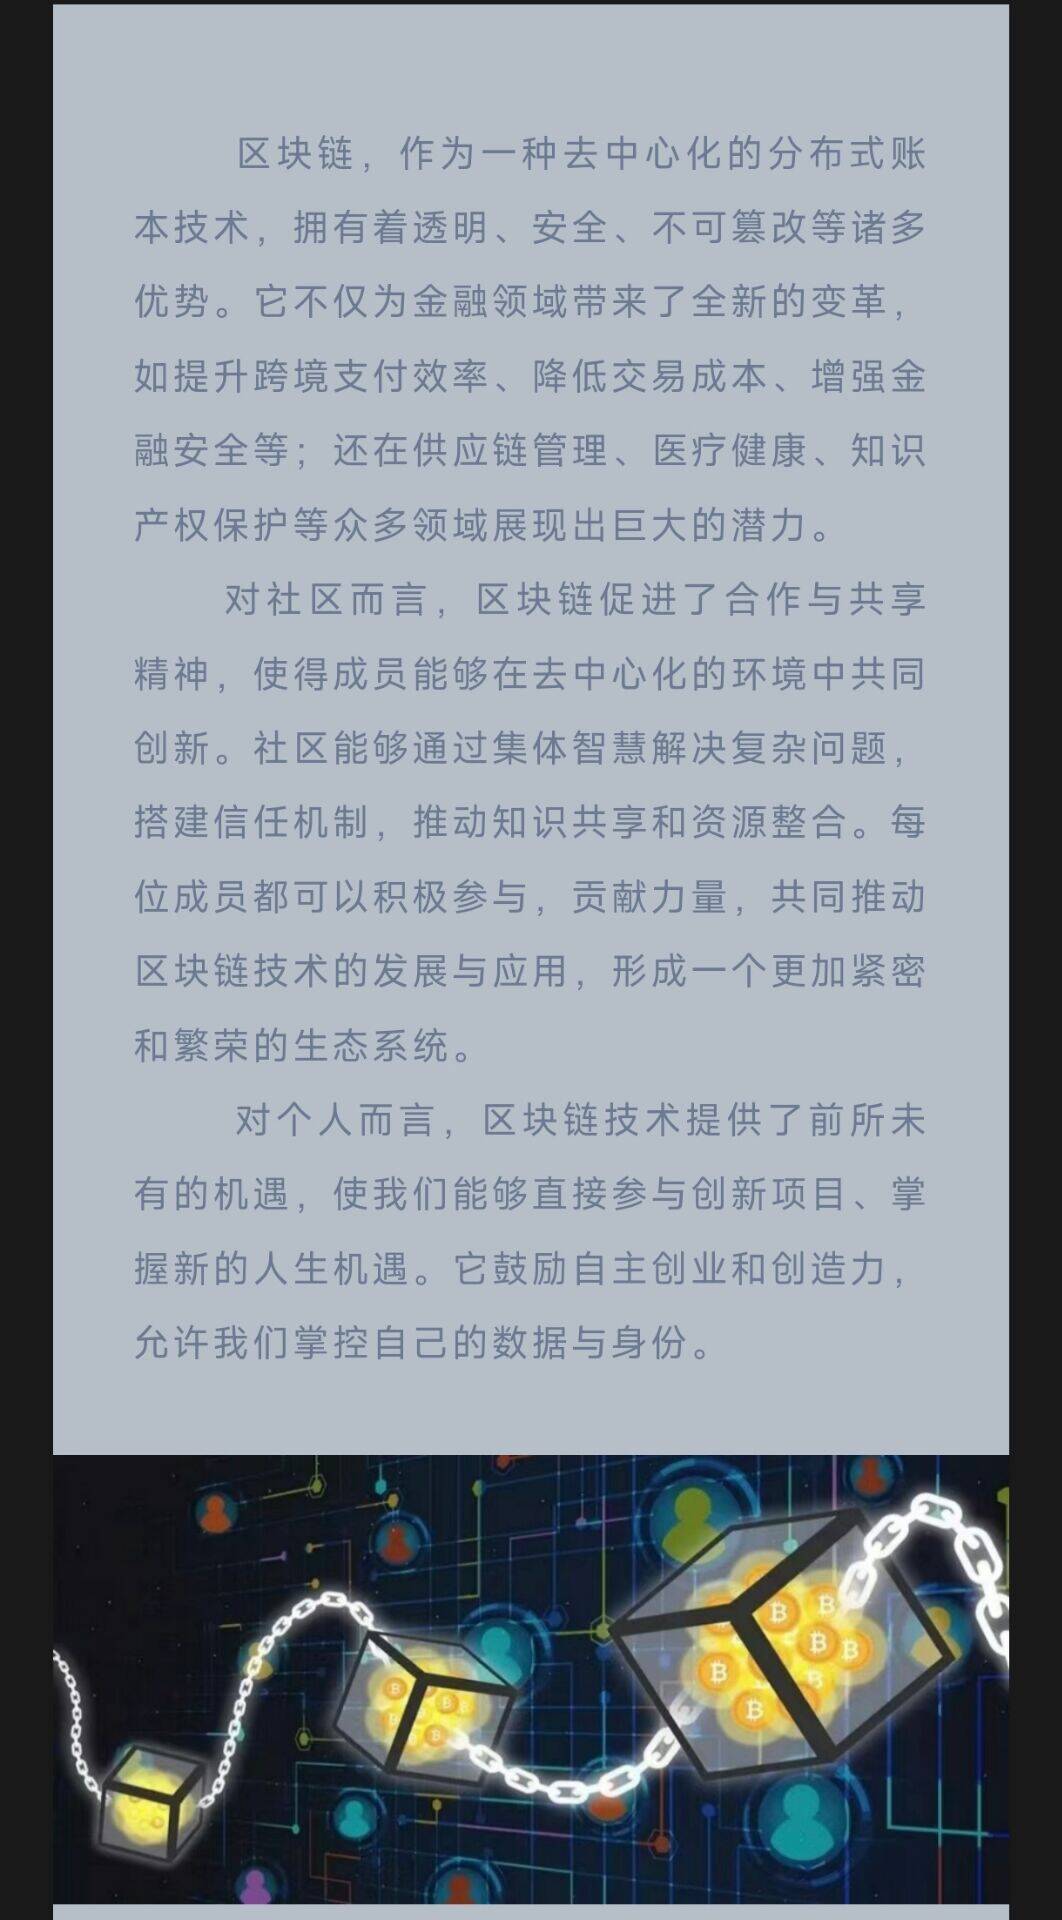 区块链，作为一种去中心化的分布式账
本技术，拥有着透明、安全、不可篡改等诸多
优势。它不仅为金融领域带来了全新的变革，
如提升跨境支付效率、降低交易成本、增强金
融安全等；还在供应链管理、医疗健康、知识
产权保护等众多领域展现出巨大的潜力。
对社区而言，区块链促进了合作与共享
精神，使得成员能够在去中心化的环境中共同
创新。社区能够通过集体智慧解决复杂问题，
搭建信任机制，推动知识共享和资源整合。每
位成员都可以积极参与，贡献力量，共同推动
区块链技术的发展与应用，形成一个更加紧密
和繁荣的生态系统。
对个人而言，区块链技术提供了前所未
有的机遇，使我们能够直接参与创新项目、掌
握新的人生机遇。它鼓励自主创业和创造力，
允许我们掌控自己的数据与身份。